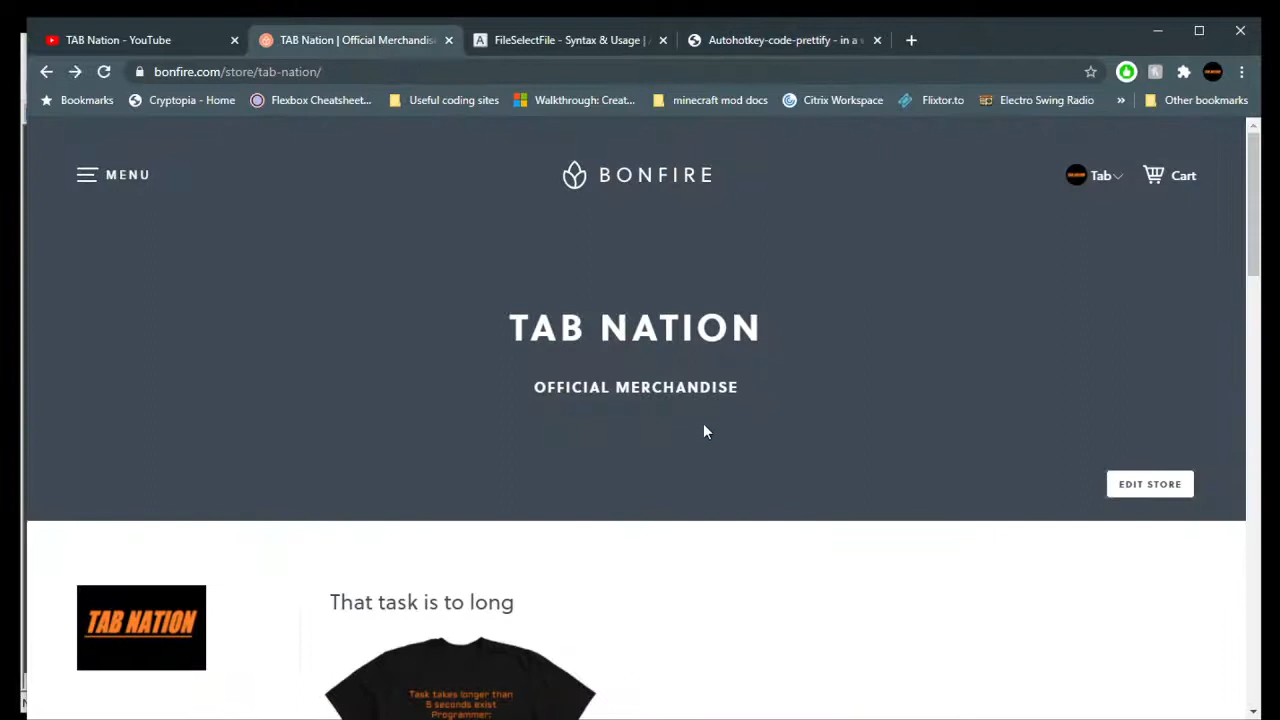 TAB Nation - YouTube
TAB Nation | Official Merchandis
FileSelectFile - Syntax & Usage |
Autohotkey-code-prettify - in a
bonfire.com/store/tab-nation/
Bookmarks
Cryptopia - Home
Flexbox Cheatsheet...
Useful coding sites
Walkthrough: Creat...
minecraft mod docs
Citrix Workspace
Flixtor.to
Electro Swing Radio
»
Other bookmarks
MENU
BONFIRE
Tab
Cart
TAB NATION
OFFICIAL MERCHANDISE
EDIT STORE
TAB NATION
That task is to long
Task takes longer than
5 seconds exist
Programmer: